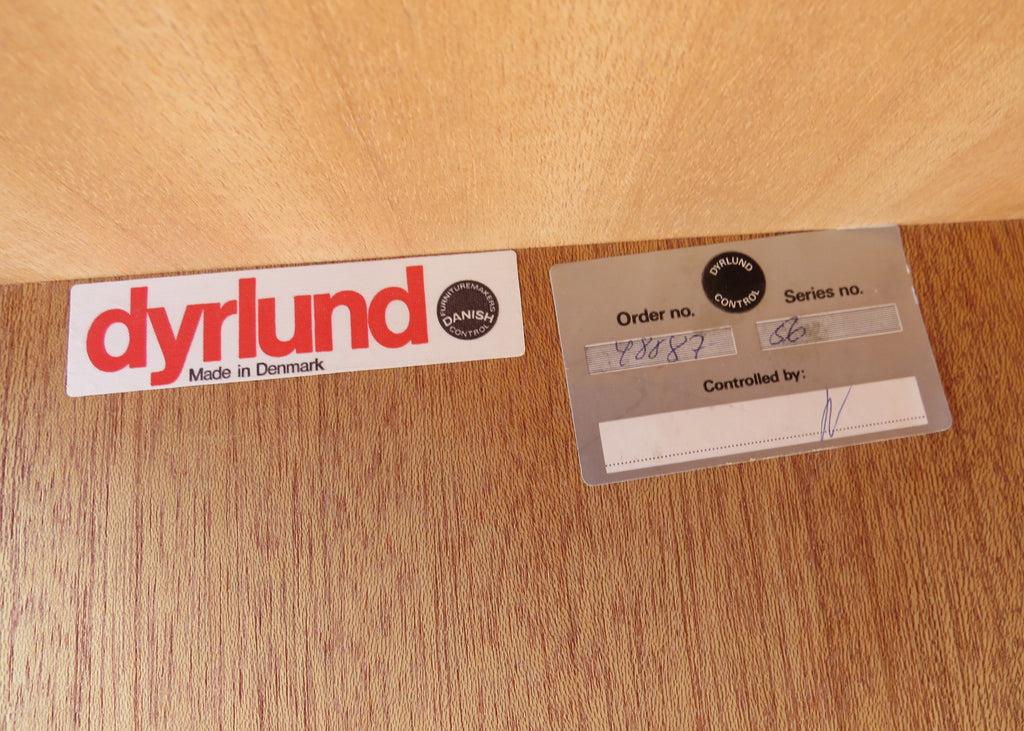 dyrlund
Made in Denmark
FURNITUREMAKERS
DANISH
CONTROL
DYRLUND
CONTROL
Order no.
Series no.
48887
56
Controlled by: